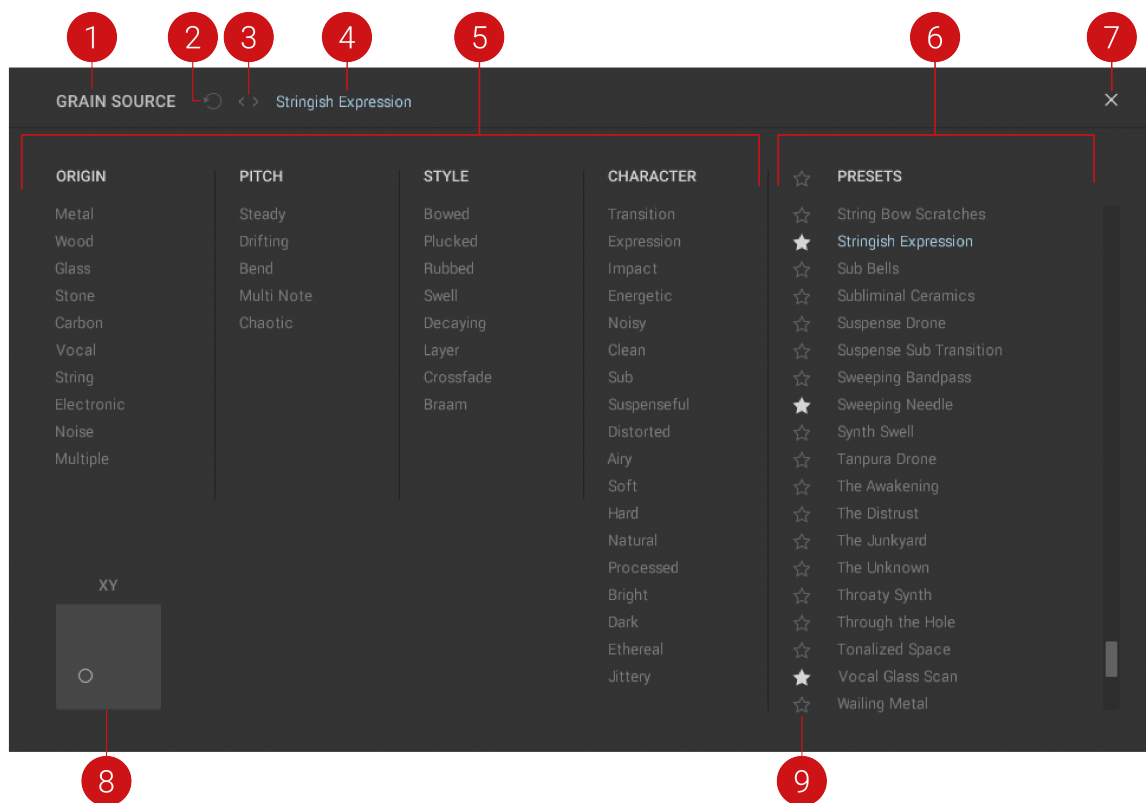 1 2 3 4 5 6 7
GRAIN SOURCE < > Stringish Expression ×
ORIGIN PITCH STYLE CHARACTER PRESETS
Metal Steady Bowed Transition String Bow Scratches
Wood Drifting Plucked Expression Stringish Expression
Glass Bend Rubbed Impact Sub Bells
Stone Multi Note Swell Energetic Subliminal Ceramics
Carbon Chaotic Decaying Noisy Suspense Drone
Vocal Layer Clean Suspense Sub Transition
String Crossfade Sub Sweeping Bandpass
Electronic Braam Suspenseful Sweeping Needle
Noise Distorted Synth Swell
Multiple Airy Tanpura Drone
Soft The Awakening
Hard The Distrust
Natural The Junkyard
Processed The Unknown
XY Bright Throaty Synth
Dark Through the Hole
Ethereal Tonalized Space
Jittery Vocal Glass Scan
Wailing Metal
8 9